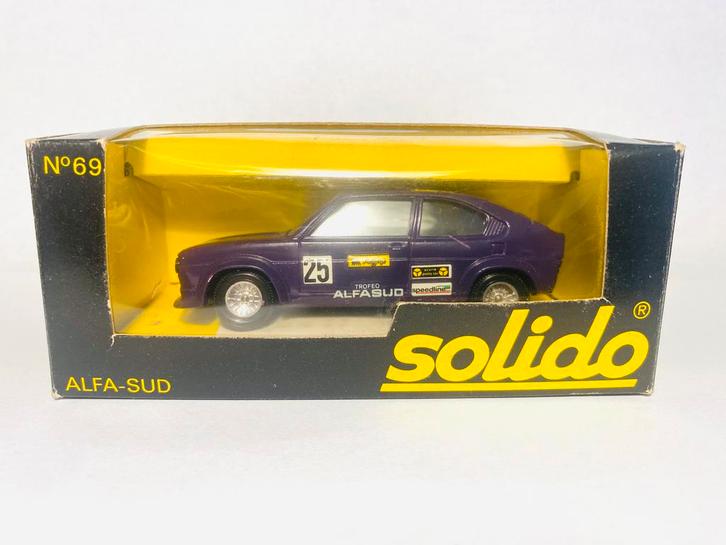 Nº69
25
TROFEO
ALFASUD
speedline
ALFA-SUD
solido®